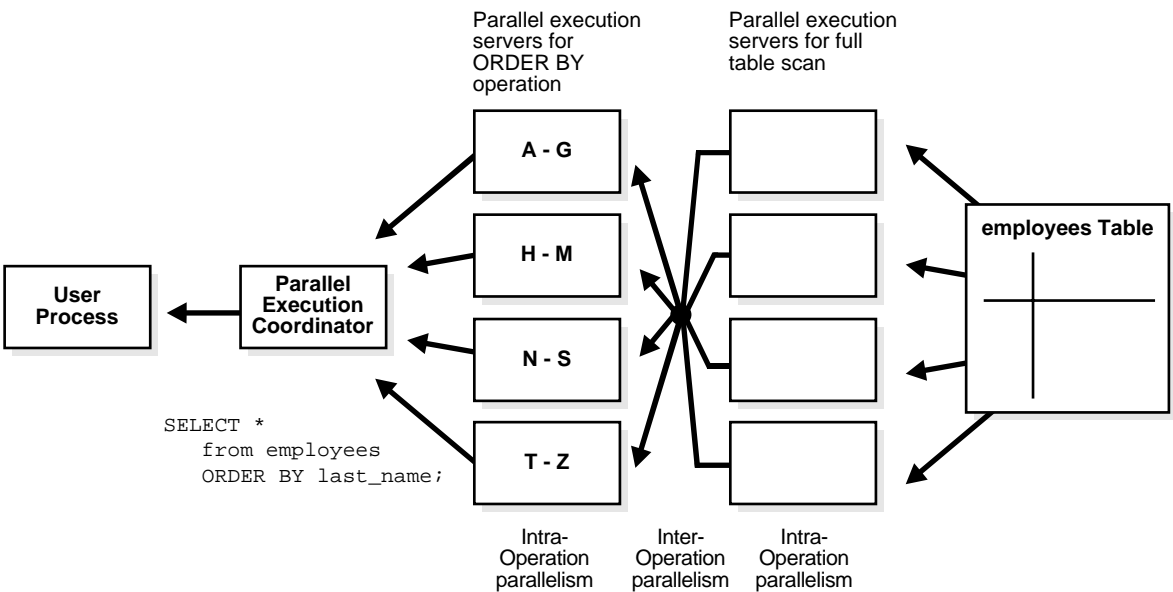 Parallel execution
servers for
ORDER BY
operation
Parallel execution
servers for full
table scan
A - G
H - M
N - S
T - Z
employees Table
User
Process
Parallel
Execution
Coordinator
SELECT *
from employees
ORDER BY last_name;
Intra-
Operation
parallelism
Inter-
Operation
parallelism
Intra-
Operation
parallelism